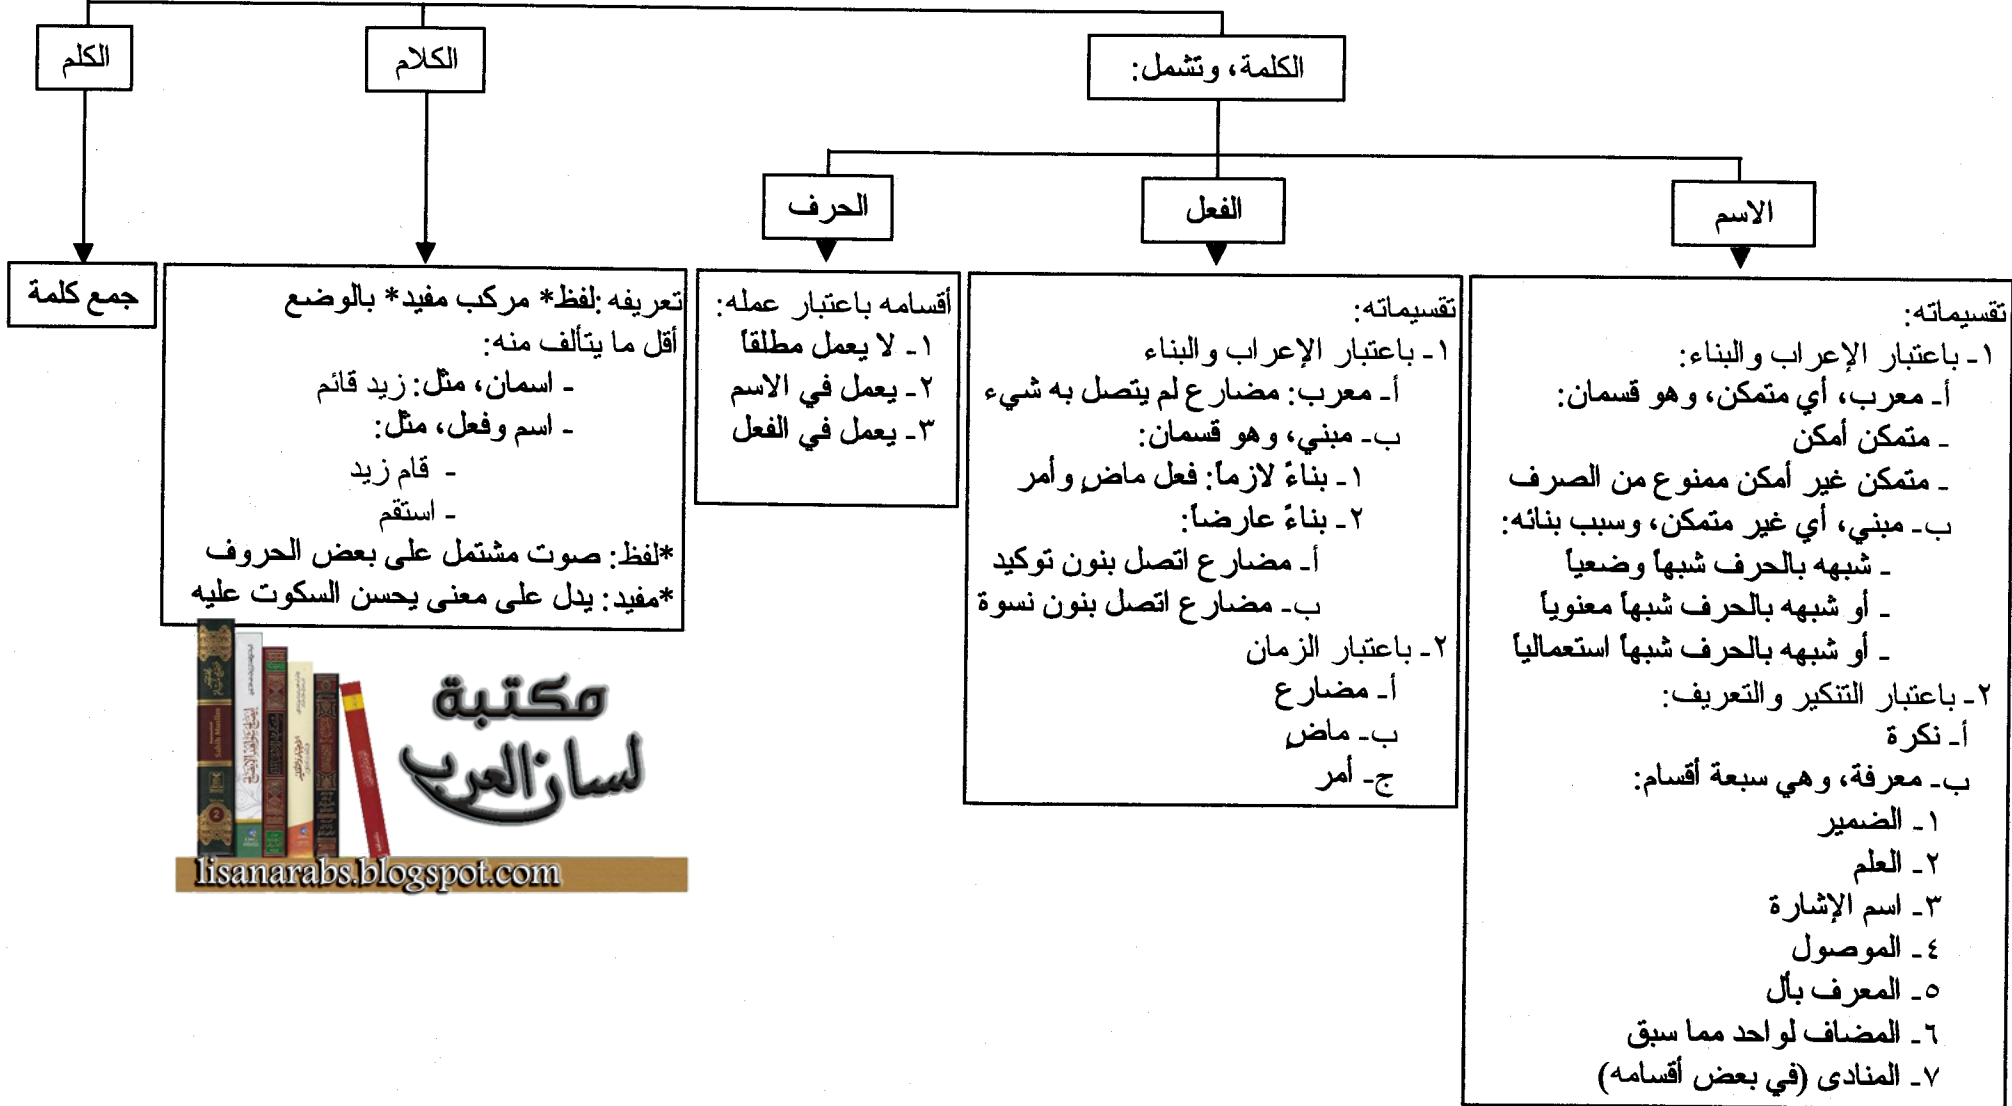 الكلمة، وتشمل:
الكلام
الكلم
الاسم
الفعل
الحرف
تقسيماته:
١- باعتبار الإعراب والبناء:
أ- معرب، أي متمكن، وهو قسمان:
- متمكن أمكن
- متمكن غير أمكن ممنوع من الصرف
ب- مبني، أي غير متمكن، وسبب بنائه:
- شبهه بالحرف شبهاً وضعياً
- أو شبهه بالحرف شبهاً معنوياً
- أو شبهه بالحرف شبهاً استعمالياً
٢- باعتبار التنكير والتعريف:
أ- نكرة
ب- معرفة، وهي سبعة أقسام:
١- الضمير
٢- العلم
٣- اسم الإشارة
٤- الموصول
٥- المعرف بأل
٦- المضاف لواحد مما سبق
٧- المنادى (في بعض أقسامه)
تقسيماته:
١- باعتبار الإعراب والبناء
أ- معرب: مضارع لم يتصل به شيء
ب- مبني، وهو قسمان:
١- بناءً لازماً: فعل ماضٍ وأمر
٢- بناءً عارضاً:
أ- مضارع اتصل بنون توكيد
ب- مضارع اتصل بنون نسوة
٢- باعتبار الزمان
أ- مضارع
ب- ماضٍ
ج- أمر
أقسامه باعتبار عمله:
١- لا يعمل مطلقاً
٢- يعمل في الاسم
٣- يعمل في الفعل
تعريفه :لفظ* مركب مفيد* بالوضع
أقل ما يتألف منه:
- اسمان، مثل: زيد قائم
- اسم وفعل، مثل:
- قام زيد
- استقم
*لفظ: صوت مشتمل على بعض الحروف
*مفيد: يدل على معنى يحسن السكوت عليه
جمع كلمة
مكتبة
لسان العرب
lisanarabs.blogspot.com
Sahih Muslim
2